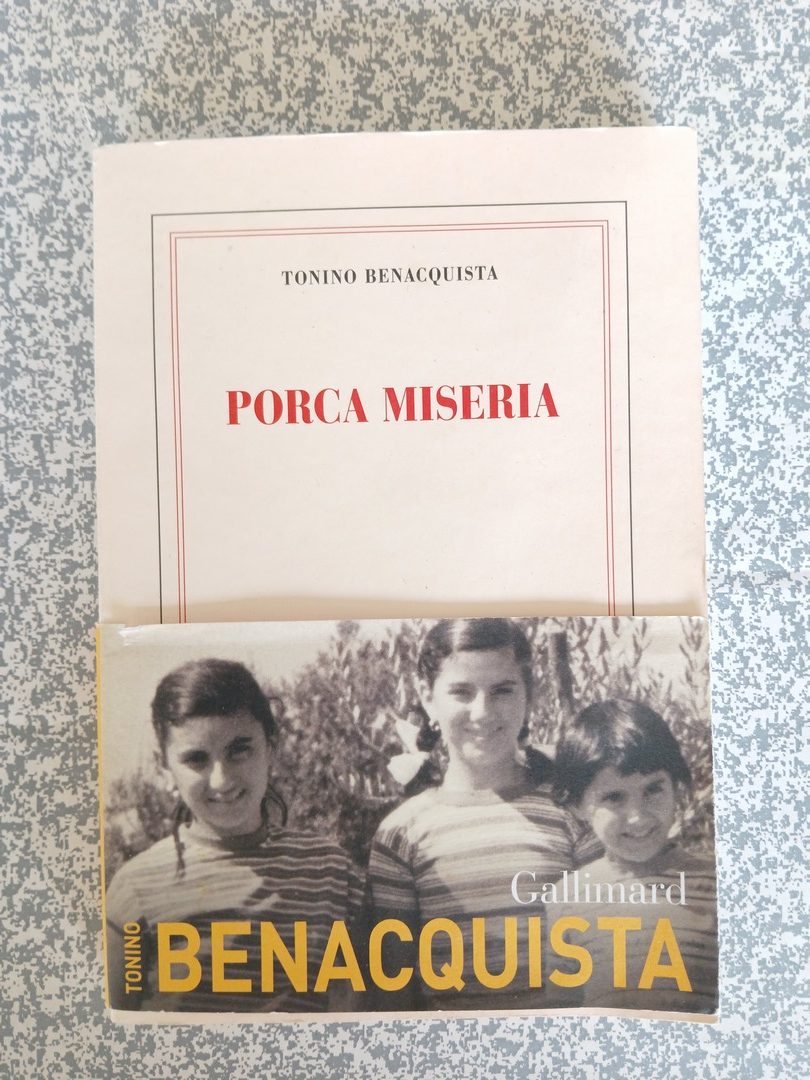 TONINO BENACQUISTA
PORCA MISERIA
Gallimard
TONINO
BENACQUISTA